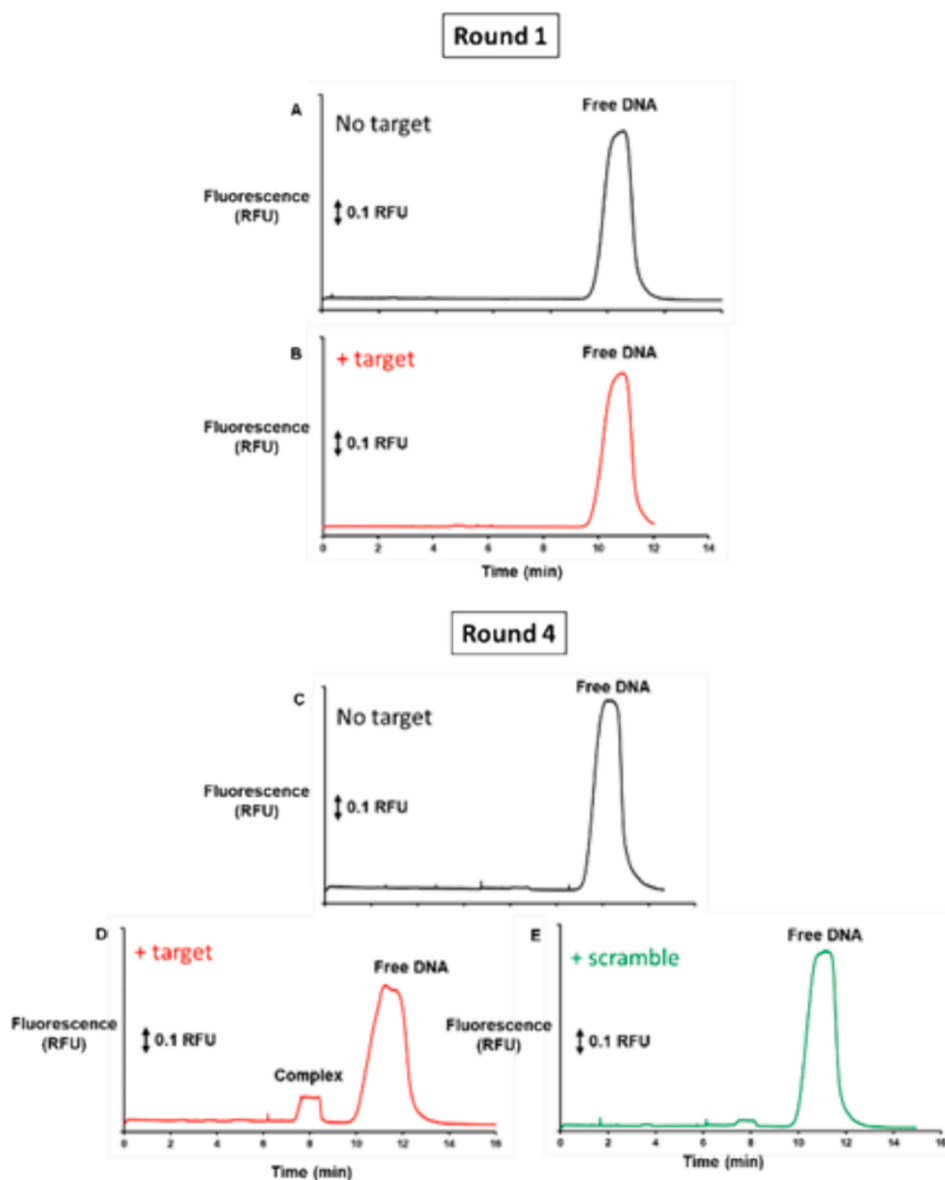 Round 1
A
No target
Free DNA
Fluorescence
(RFU)
0.1 RFU
B
+ target
Free DNA
Fluorescence
(RFU)
0.1 RFU
0 2 4 6 8 10 12 14
Time (min)
Round 4
C
No target
Free DNA
Fluorescence
(RFU)
0.1 RFU
D
+ target
Free DNA
Fluorescence
(RFU)
0.1 RFU
Complex
0 2 4 6 8 10 12 14 16
Time (min)
E
+ scramble
Free DNA
Fluorescence
(RFU)
0.1 RFU
0 2 4 6 8 10 12 14 16
Time (min)